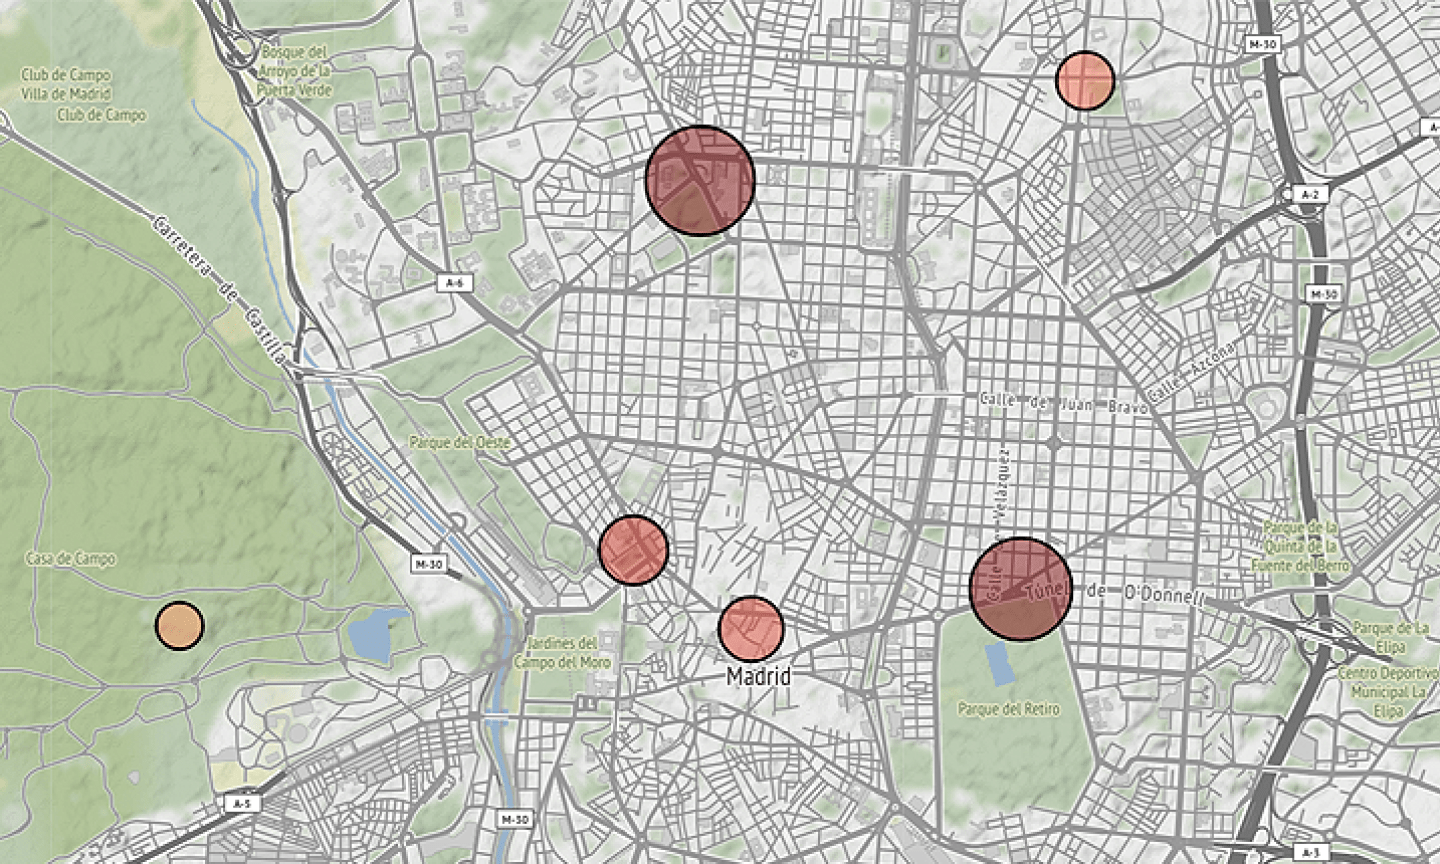 M-30
Bosque del
Arroyo de la
Puerta Verde
Club de Campo
Villa de Madrid
Club de Campo
A-
A-2
Carretera de Castilla
A-6
M-30
Calle Azcona
Calle de Juan Bravo
Parque del Oeste
Calle Velázquez
Parque de la
Quinta de la
Fuente del Berro
Casa de Campo
M-30
Túnel de O'Donnell
Jardines del
Campo del Moro
Parque de La
Elipa
Madrid
Centro Deportivo
Municipal La
Elipa
Parque del Retiro
A-5
M-30
A-3